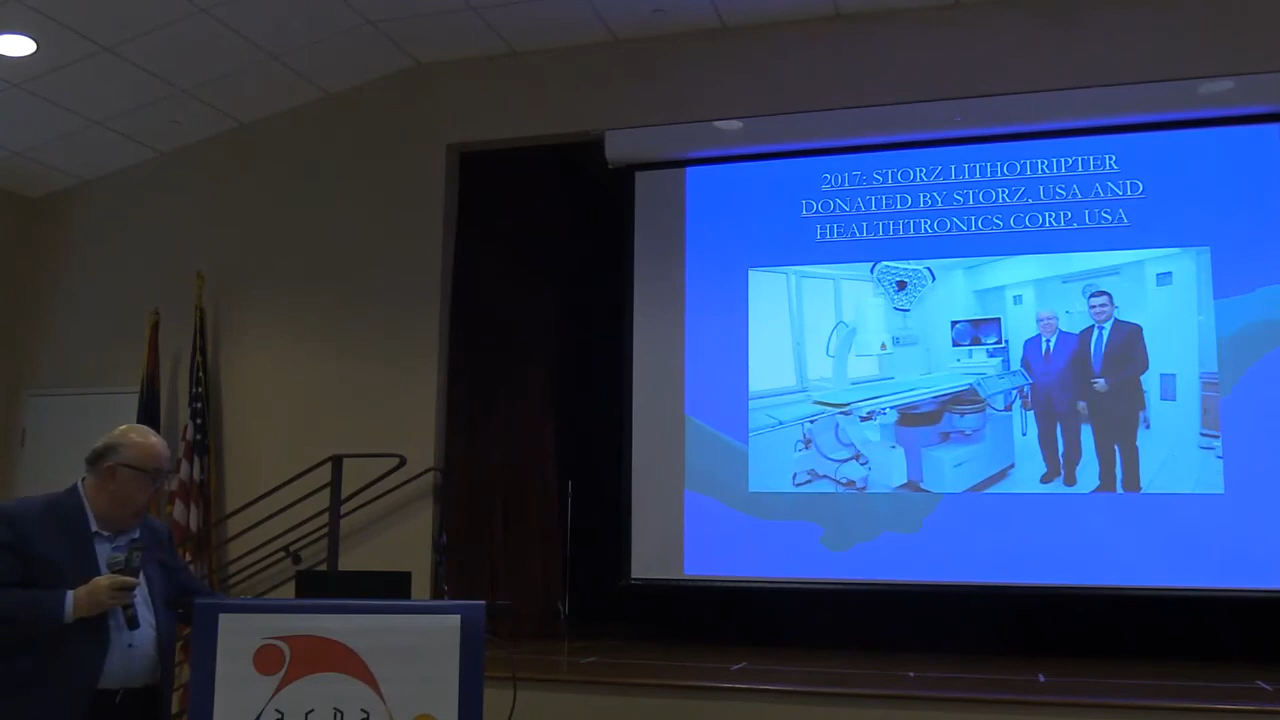 2017: STORZ LITHOTRIPTER
DONATED BY STORZ, USA AND
HEALTHTRONICS CORP, USA